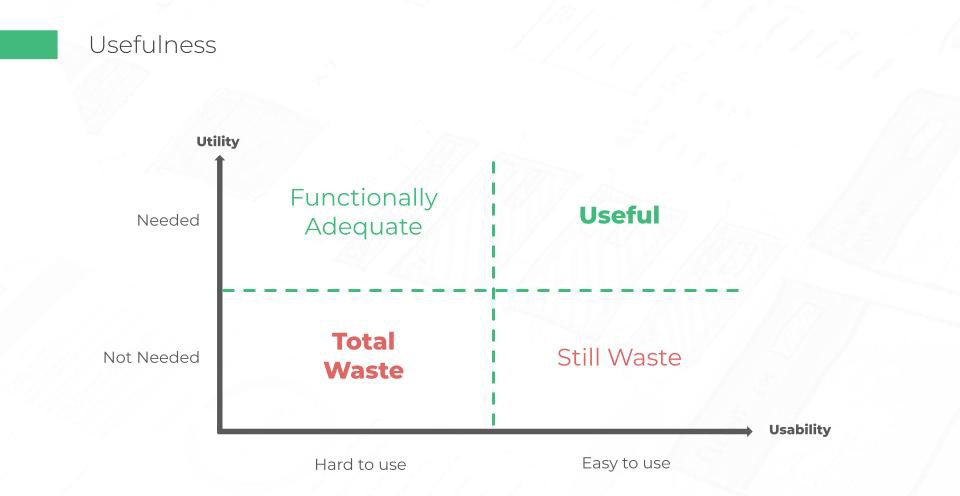 Usefulness
Utility
Needed
Functionally
Adequate
Useful
Not Needed
Total
Waste
Still Waste
Usability
Hard to use
Easy to use